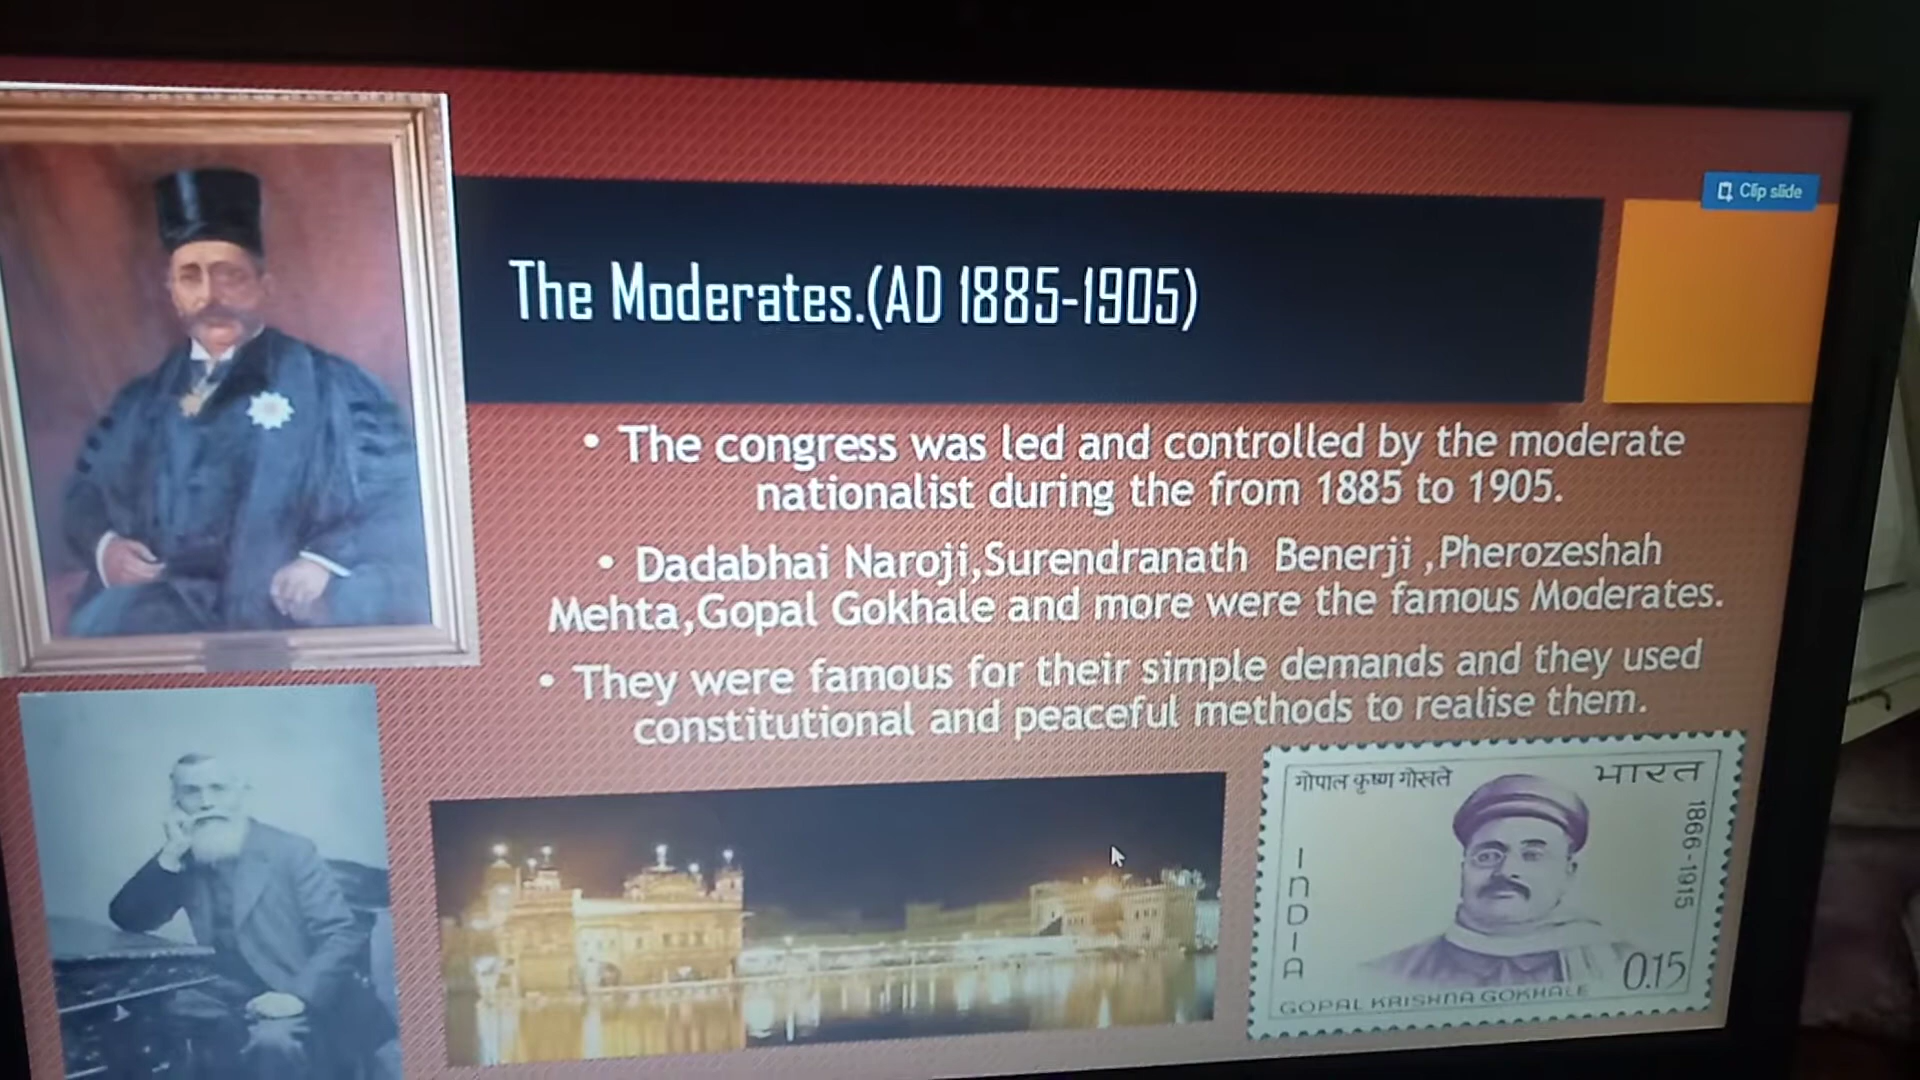 Clip slide
The Moderates.(AD 1885-1905)
• The congress was led and controlled by the moderate
nationalist during the from 1885 to 1905.
• Dadabhai Naroji,Surendranath Benerji ,Pherozeshah
Mehta,Gopal Gokhale and more were the famous Moderates.
• They were famous for their simple demands and they used
constitutional and peaceful methods to realise them.
गोपाल कृष्ण गोखले
भारत
1866-1915
INDIA
0.15
GOPAL KRISHNA GOKHALE